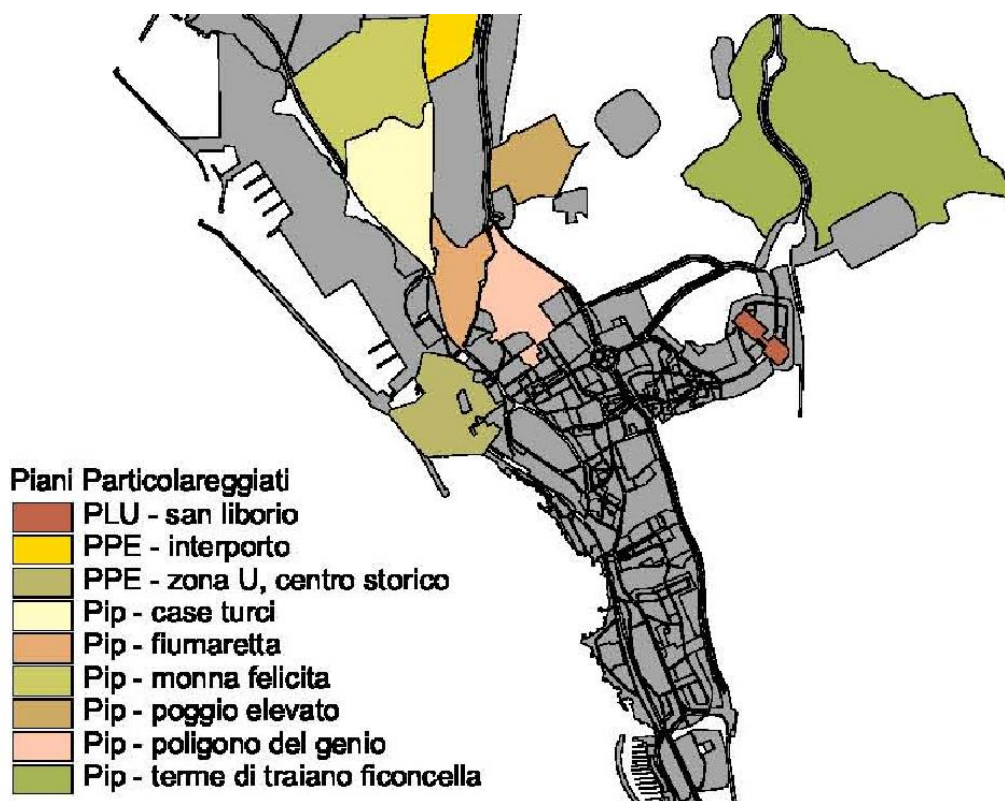 Piani Particolareggiati
PLU - san liborio
PPE - interporto
PPE - zona U, centro storico
Pip - case turci
Pip - fiumaretta
Pip - monna felicita
Pip - poggio elevato
Pip - poligono del genio
Pip - terme di traiano ficoncella